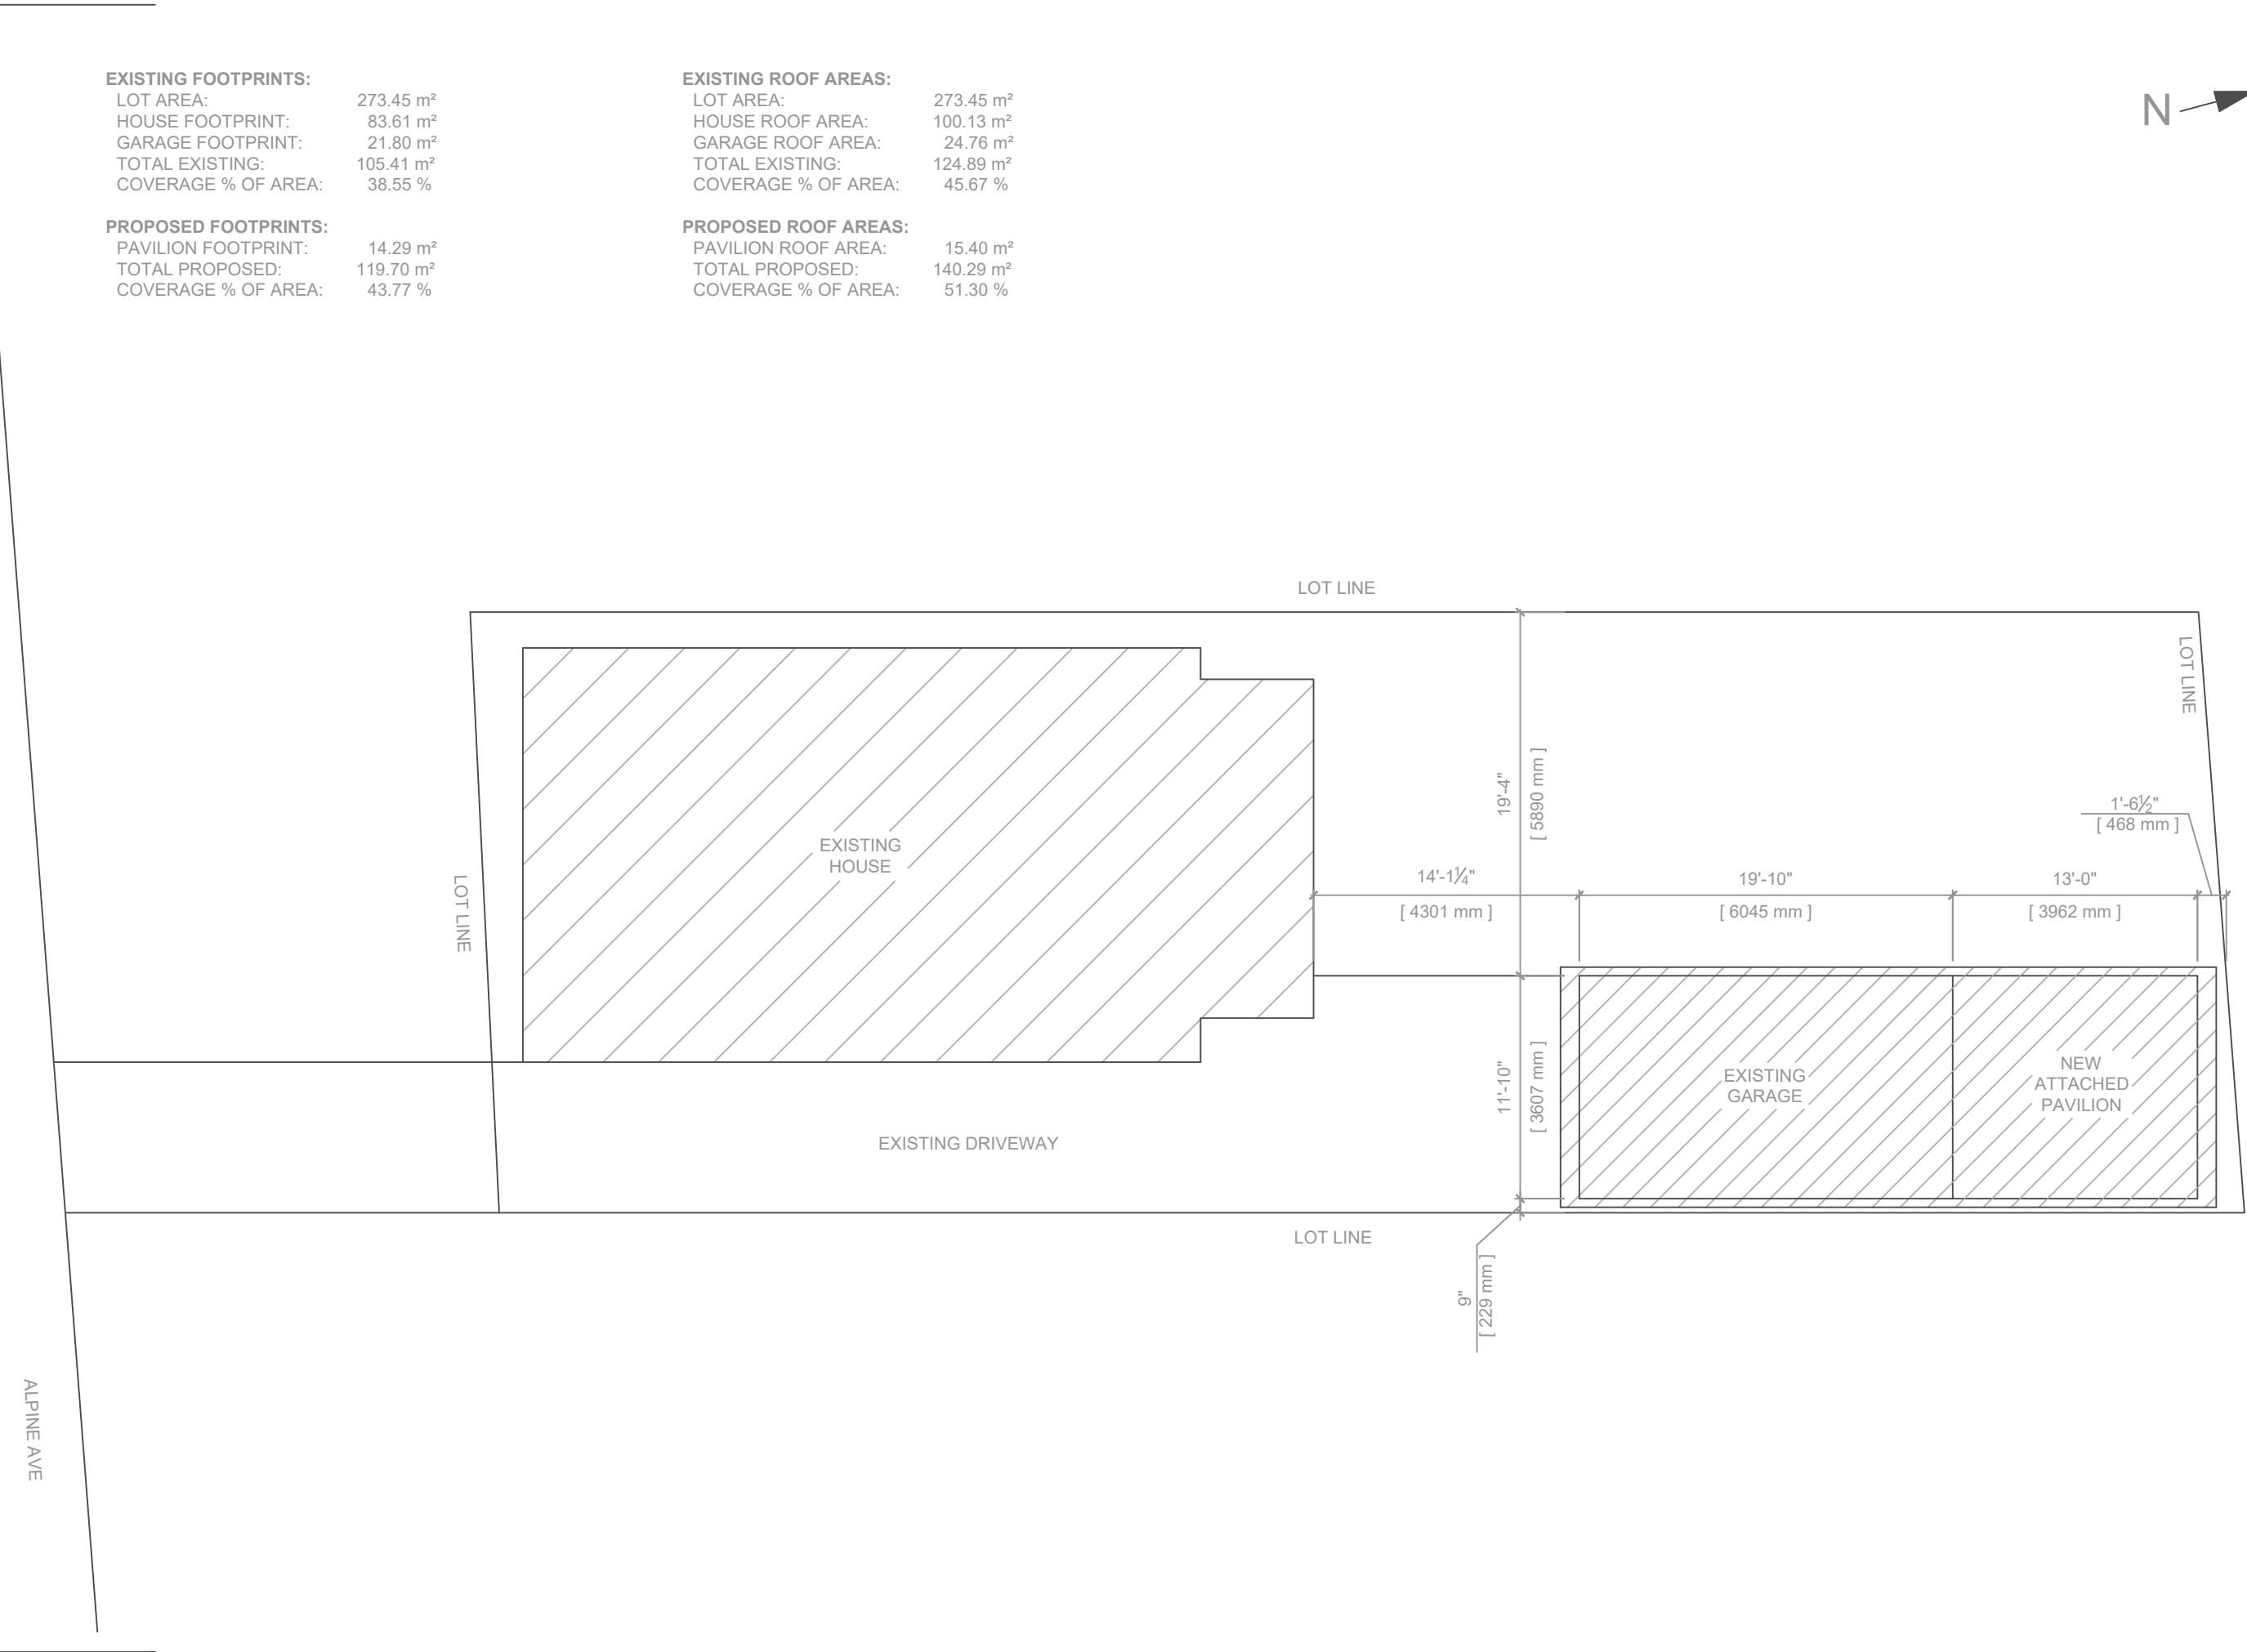 EXISTING FOOTPRINTS:
LOT AREA: 273.45 m²
HOUSE FOOTPRINT: 83.61 m²
GARAGE FOOTPRINT: 21.80 m²
TOTAL EXISTING: 105.41 m²
COVERAGE % OF AREA: 38.55 %
PROPOSED FOOTPRINTS:
PAVILION FOOTPRINT: 14.29 m²
TOTAL PROPOSED: 119.70 m²
COVERAGE % OF AREA: 43.77 %
EXISTING ROOF AREAS:
LOT AREA: 273.45 m²
HOUSE ROOF AREA: 100.13 m²
GARAGE ROOF AREA: 24.76 m²
TOTAL EXISTING: 124.89 m²
COVERAGE % OF AREA: 45.67 %
PROPOSED ROOF AREAS:
PAVILION ROOF AREA: 15.40 m²
TOTAL PROPOSED: 140.29 m²
COVERAGE % OF AREA: 51.30 %
N
LOT LINE
LOT LINE
19'-4"
[ 5890 mm ]
1'-6½"
[ 468 mm ]
EXISTING
HOUSE
LOT LINE
14'-1¼"
[ 4301 mm ]
19'-10"
[ 6045 mm ]
13'-0"
[ 3962 mm ]
11'-10"
[ 3607 mm ]
EXISTING
GARAGE
NEW
ATTACHED
PAVILION
EXISTING DRIVEWAY
LOT LINE
9"
[ 229 mm ]
ALPINE AVE